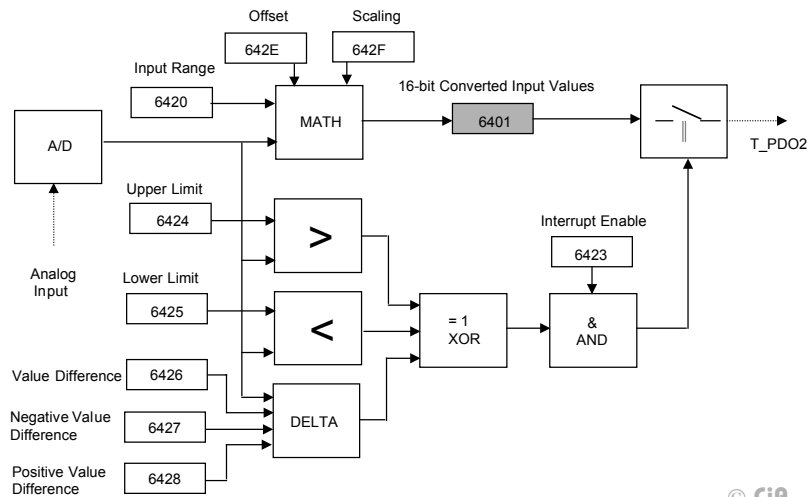 Offset
Scaling
642E
642F
Input Range
6420
MATH
16-bit Converted Input Values
6401
A/D
T_PDO2
Upper Limit
6424
>
Interrupt Enable
6423
Analog
Input
Lower Limit
6425
<
= 1
XOR
&
AND
Value Difference
6426
DELTA
Negative Value
Difference
6427
Positive Value
Difference
6428
© CiA